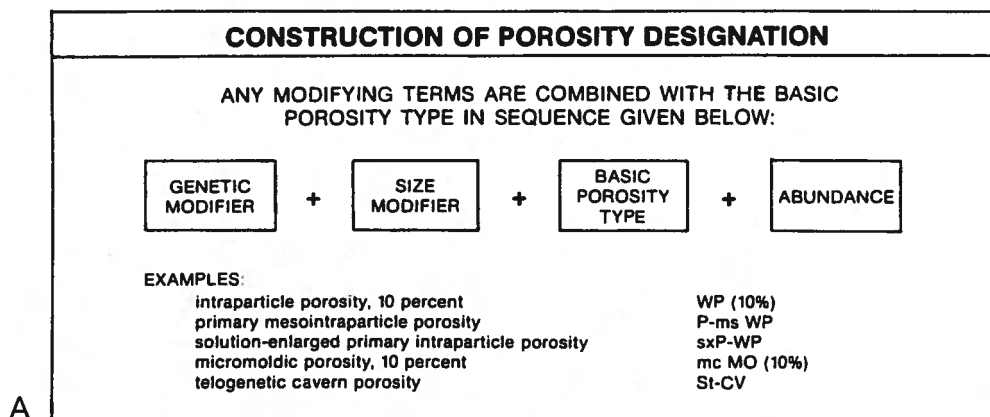 CONSTRUCTION OF POROSITY DESIGNATION
ANY MODIFYING TERMS ARE COMBINED WITH THE BASIC
POROSITY TYPE IN SEQUENCE GIVEN BELOW:
GENETIC
MODIFIER
+
SIZE
MODIFIER
+
BASIC
POROSITY
TYPE
+
ABUNDANCE
EXAMPLES:
intraparticle porosity, 10 percent WP (10%)
primary mesointraparticle porosity P-ms WP
solution-enlarged primary intraparticle porosity sxP-WP
micromoldic porosity, 10 percent mc MO (10%)
telogenetic cavern porosity St-CV
A